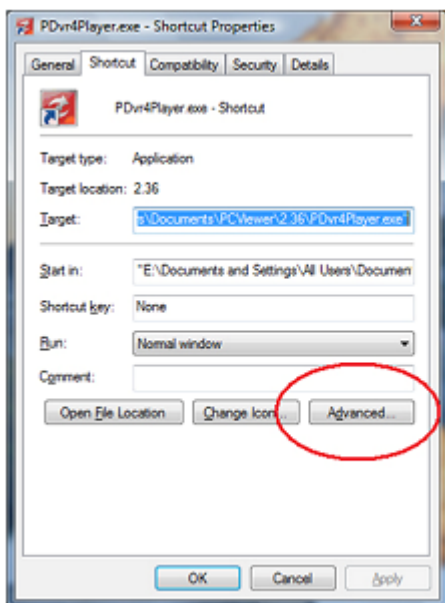 PDvr4Player.exe - Shortcut Properties
General Shortcut Compatibility Security Details
PDvr4Player.exe - Shortcut
Target type: Application
Target location: 2.36
Target: s\Documents\PCViewer\2.36\PDvr4Player.exe"
Start in: "E:\Documents and Settings\All Users\Documen
Shortcut key: None
Run: Normal window
Comment:
Open File Location Change Icon... Advanced...
OK Cancel Apply